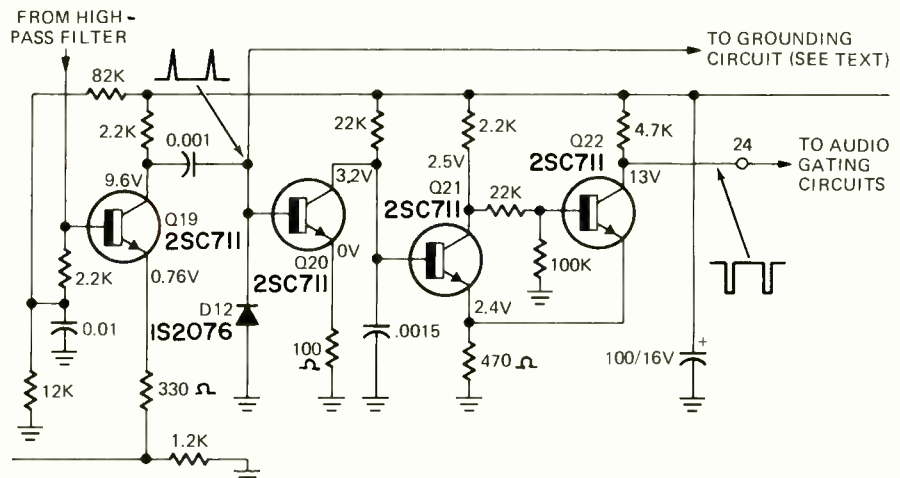 FROM HIGH-
PASS FILTER
TO GROUNDING
CIRCUIT (SEE TEXT)
82K
2.2K
0.001
22K
2.2K
4.7K
24
TO AUDIO
GATING
CIRCUITS
9.6V
3.2V
2.5V
13V
Q19
2SC711
Q20
2SC711
Q21
2SC711
Q22
2SC711
22K
0V
2.2K
0.76V
100K
2.4V
0.01
D12
1S2076
.0015
100
Ω
470 Ω
100/16V
+
12K
330 Ω
1.2K